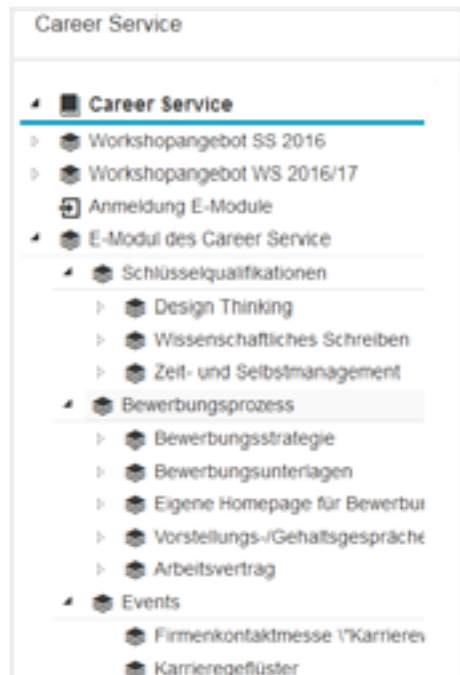 Career Service
Career Service
Workshopangebot SS 2016
Workshopangebot WS 2016/17
Anmeldung E-Module
E-Modul des Career Service
Schlüsselqualifikationen
Design Thinking
Wissenschaftliches Schreiben
Zeit- und Selbstmanagement
Bewerbungsprozess
Bewerbungsstrategie
Bewerbungsunterlagen
Eigene Homepage für Bewerbur
Vorstellungs-/Gehaltsgespräche
Arbeitsvertrag
Events
Firmenkontaktmesse \"Karrierev
Karrieregeflüster